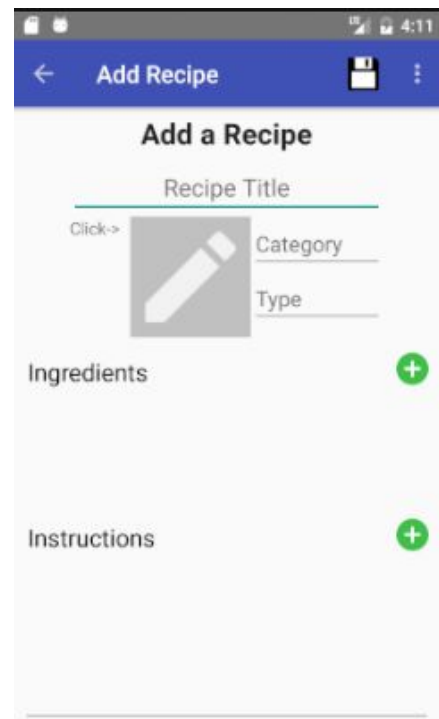 4:11
Add Recipe
Add a Recipe
Recipe Title
Click->
Category
Type
Ingredients
Instructions